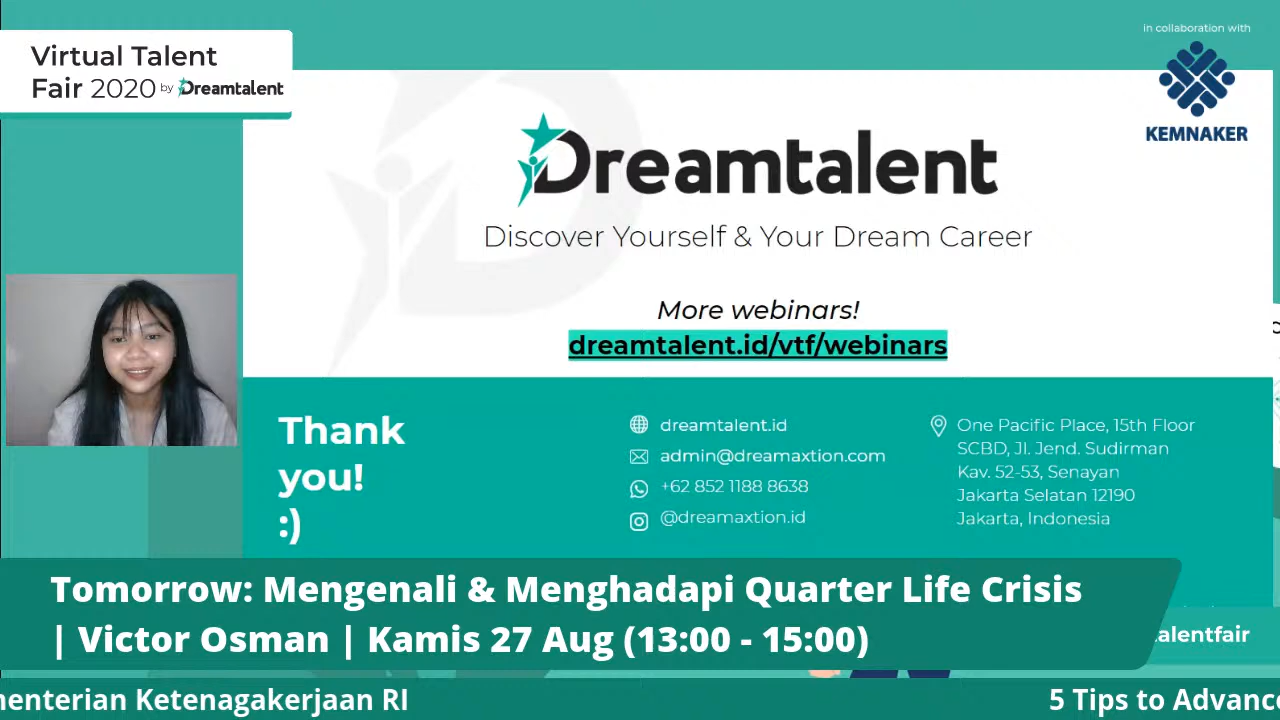 in collaboration with
Virtual Talent
Fair 2020 by Dreamtalent
KEMNAKER
Dreamtalent
Discover Yourself & Your Dream Career
More webinars!
dreamtalent.id/vtf/webinars
Thank
you!
:)
dreamtalent.id
admin@dreamaxtion.com
+62 852 1188 8638
@dreamaxtion.id
One Pacific Place, 15th Floor
SCBD, Jl. Jend. Sudirman
Kav. 52-53, Senayan
Jakarta Selatan 12190
Jakarta, Indonesia
Tomorrow: Mengenali & Menghadapi Quarter Life Crisis
| Victor Osman | Kamis 27 Aug (13:00 - 15:00)
talentfair
menterian Ketenagakerjaan RI
5 Tips to Advance